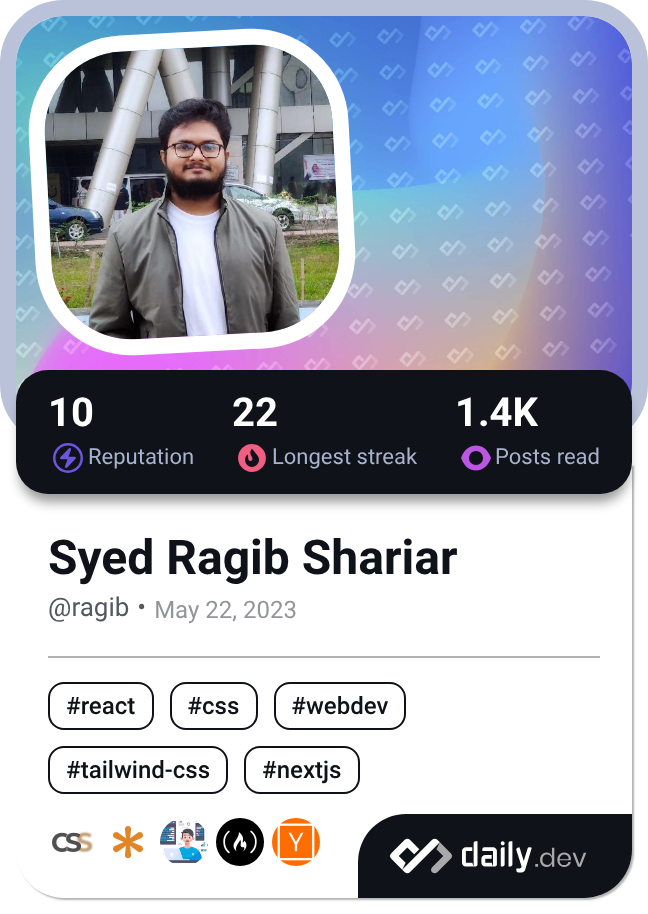 10 22 1.4K
Reputation Longest streak Posts read
Syed Ragib Shariar
@ragib • May 22, 2023
#react #css #webdev
#tailwind-css #nextjs
CSS Y
daily.dev